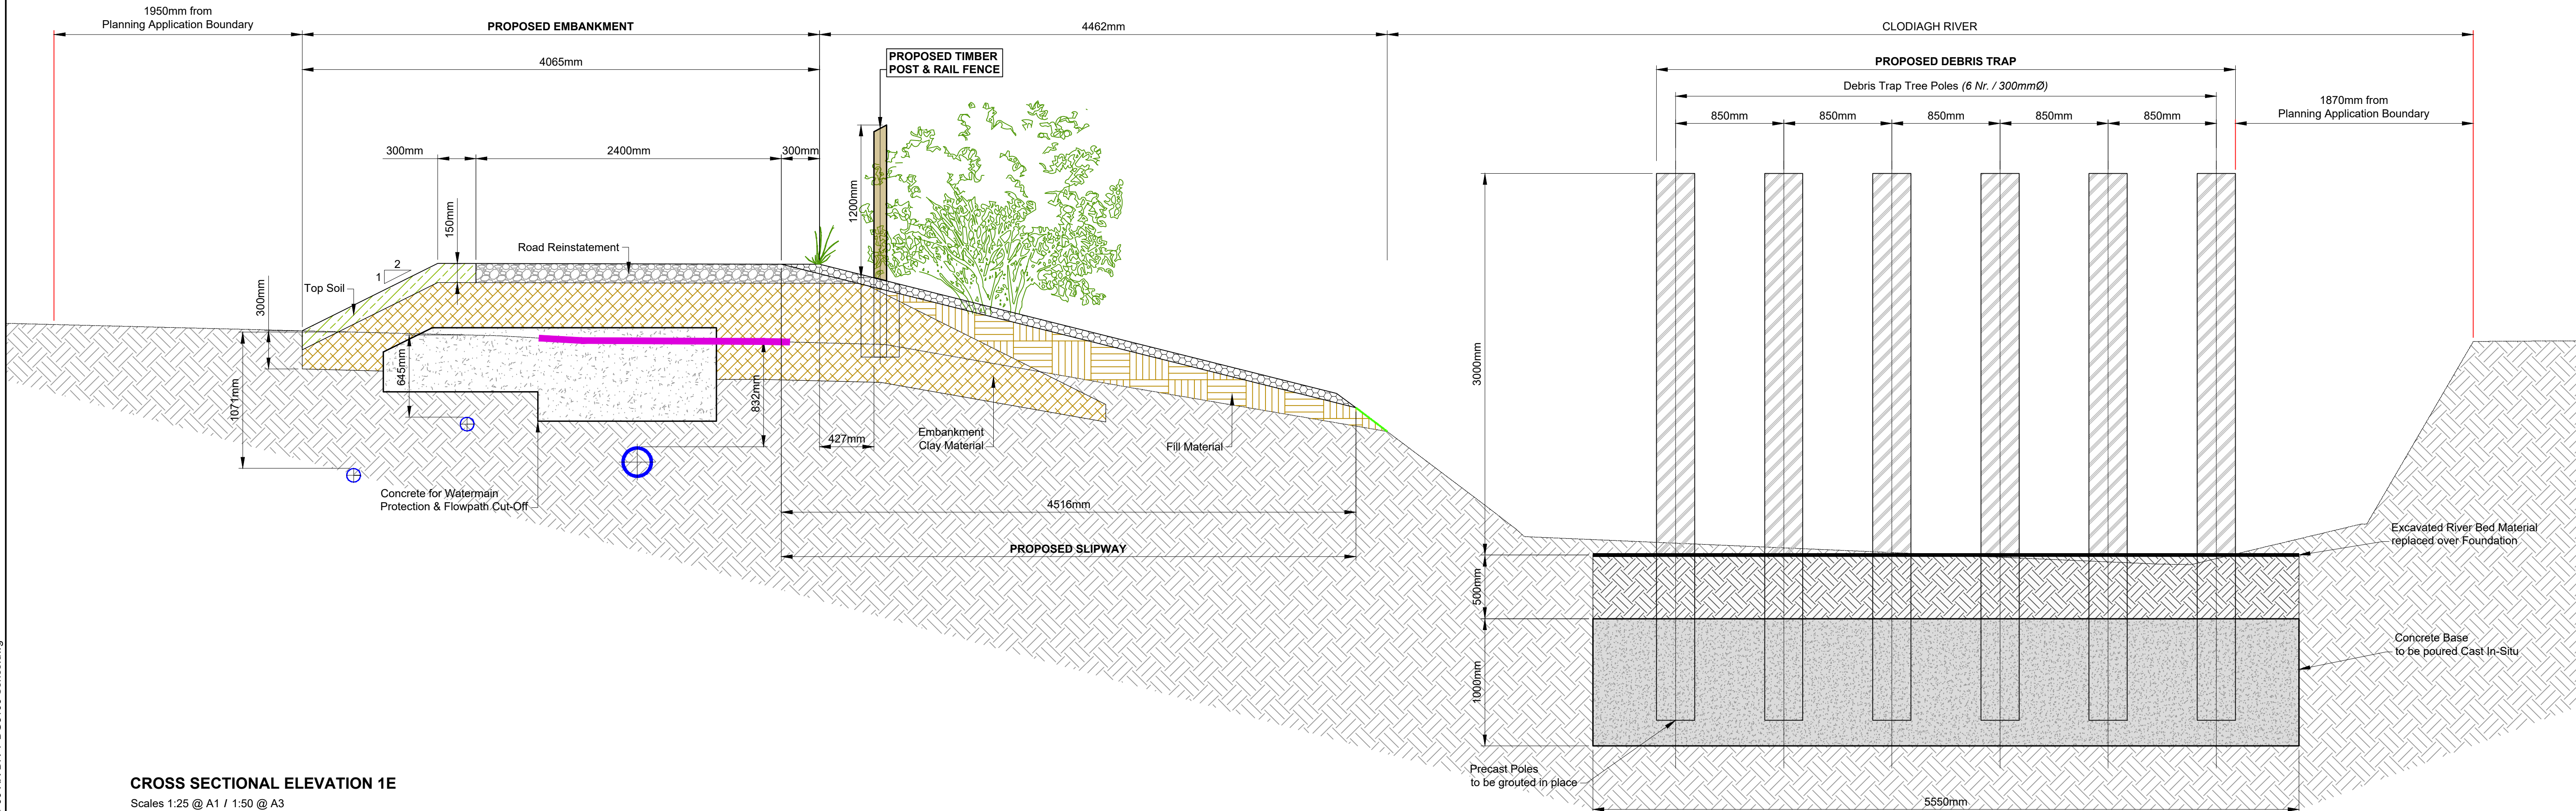 1950mm from
Planning Application Boundary
PROPOSED EMBANKMENT
4462mm
CLODIAGH RIVER
4065mm
PROPOSED TIMBER
POST & RAIL FENCE
PROPOSED DEBRIS TRAP
Debris Trap Tree Poles (6 Nr. / 300mmØ)
1870mm from
Planning Application Boundary
850mm
850mm
850mm
850mm
850mm
300mm
2400mm
300mm
1200mm
150mm
Road Reinstatement
2
1
Top Soil
300mm
645mm
1071mm
832mm
427mm
Embankment
Clay Material
Fill Material
3000mm
Concrete for Watermain
Protection & Flowpath Cut-Off
4516mm
PROPOSED SLIPWAY
Excavated River Bed Material
replaced over Foundation
500mm
1000mm
Concrete Base
to be poured Cast In-Situ
Precast Poles
to be grouted in place
5550mm
CROSS SECTIONAL ELEVATION 1E
Scales 1:25 @ A1 / 1:50 @ A3